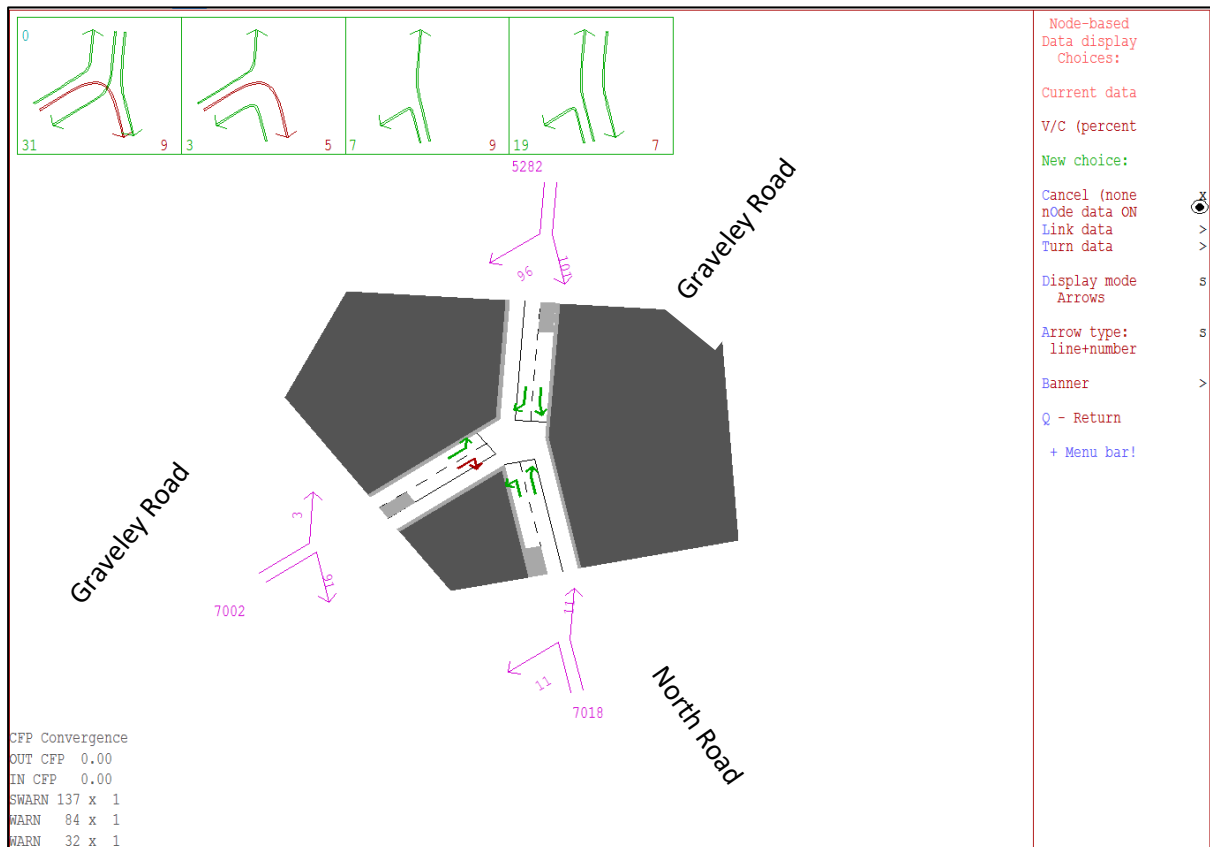 0
31
9
3
5
7
9
19
7
5282
96
101
Graveley Road
Graveley Road
3
91
7002
11
11
7018
North Road
CFP Convergence
OUT CFP 0.00
IN CFP 0.00
SWARN 137 x 1
WARN 84 x 1
WARN 32 x 1
Node-based
Data display
Choices:
Current data
V/C (percent
New choice:
Cancel (none x
nOde data ON
Link data >
Turn data >
Display mode s
Arrows
Arrow type: s
line+number
Banner >
Q - Return
+ Menu bar!